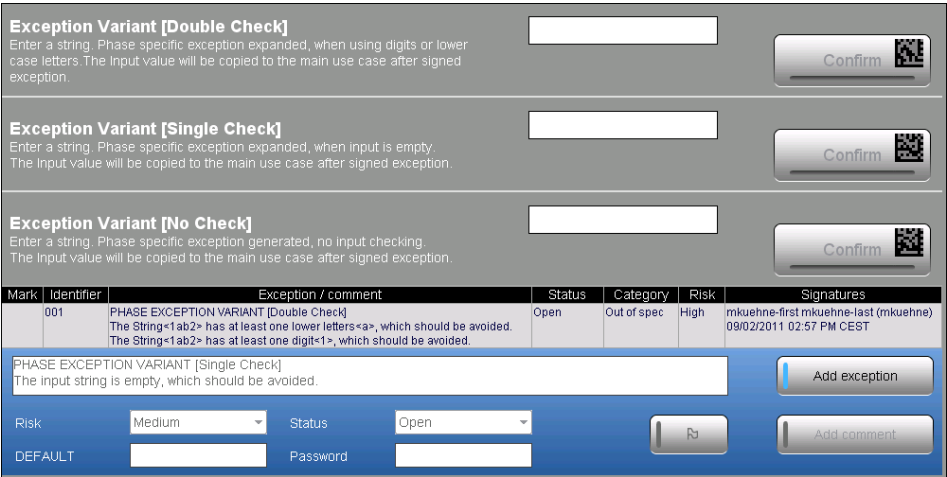 Exception Variant [Double Check]
Enter a string. Phase specific exception expanded, when using digits or lower
case letters.The Input value will be copied to the main use case after signed
exception.
Confirm
Exception Variant [Single Check]
Enter a string. Phase specific exception expanded, when input is empty.
The Input value will be copied to the main use case after signed exception.
Confirm
Exception Variant [No Check]
Enter a string. Phase specific exception generated, no input checking.
The Input value will be copied to the main use case after signed exception.
Confirm
Mark Identifier Exception / comment Status Category Risk Signatures
001 PHASE EXCEPTION VARIANT [Double Check] Open Out of spec High mkuehne-first mkuehne-last (mkuehne)
The String<1ab2> has at least one lower letters<a>, which should be avoided. 09/02/2011 02:57 PM CEST
The String<1ab2> has at least one digit<1>, which should be avoided.
PHASE EXCEPTION VARIANT [Single Check]
The input string is empty, which should be avoided.
Add exception
Risk Medium Status Open
Add comment
DEFAULT Password